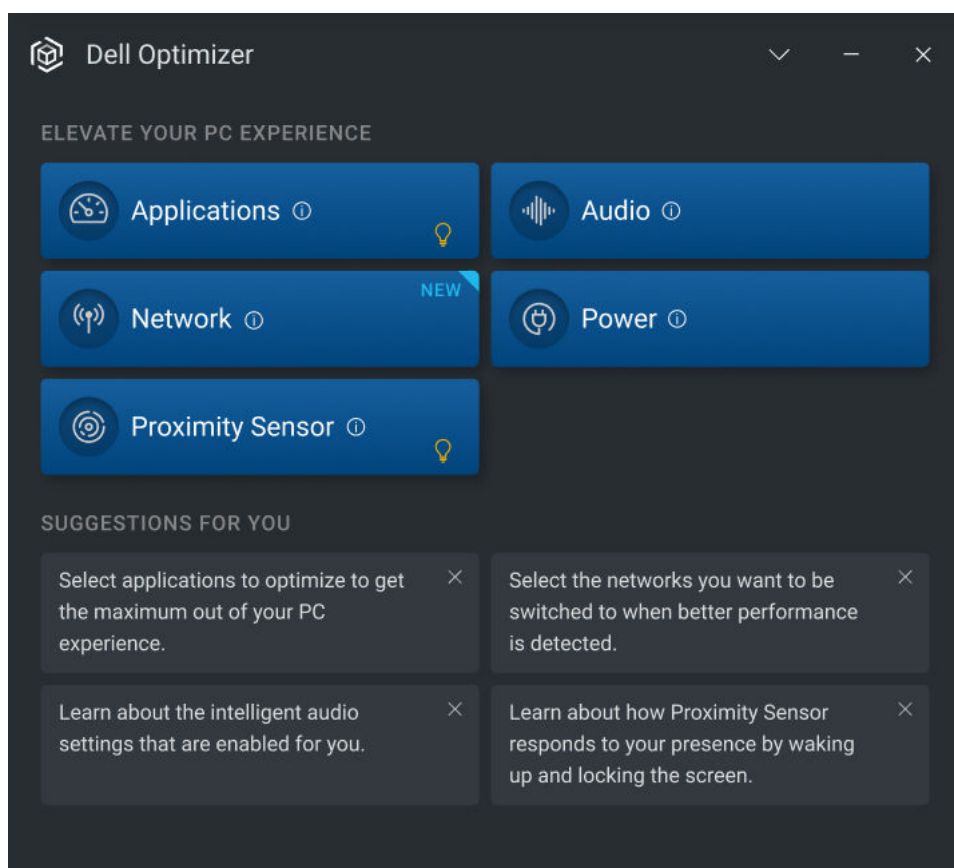 Dell Optimizer
ELEVATE YOUR PC EXPERIENCE
Applications
Audio
Network
NEW
Power
Proximity Sensor
SUGGESTIONS FOR YOU
Select applications to optimize to get
the maximum out of your PC
experience.
Select the networks you want to be
switched to when better performance
is detected.
Learn about the intelligent audio
settings that are enabled for you.
Learn about how Proximity Sensor
responds to your presence by waking
up and locking the screen.